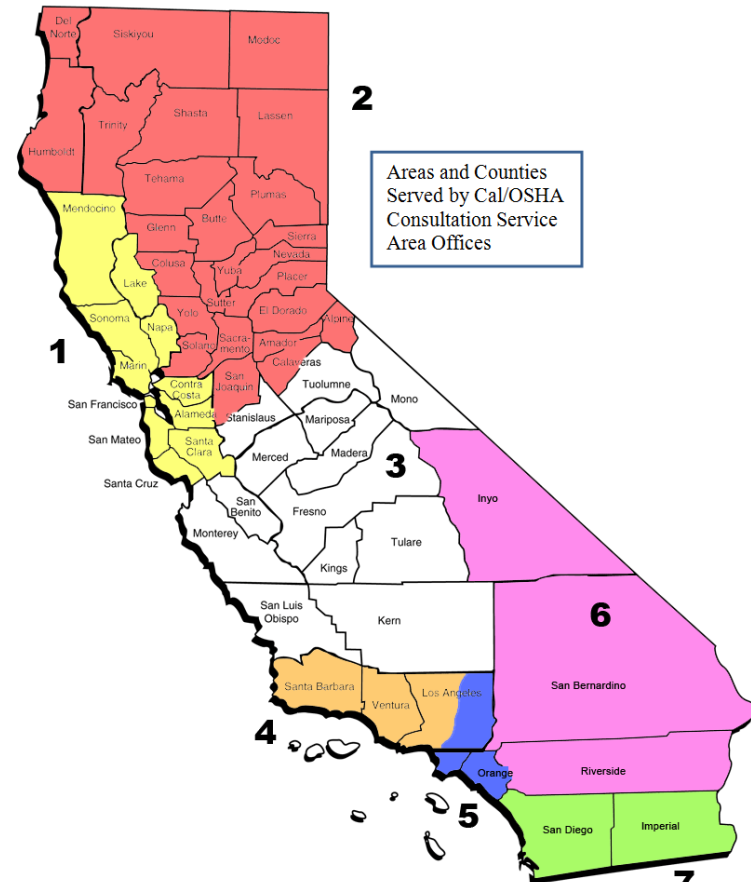 Del
Norte
Siskiyou
Modoc
2
Trinity
Shasta
Lassen
Humboldt
Areas and Counties
Served by Cal/OSHA
Consultation Service
Area Offices
Tehama
Plumas
Mendocino
Butte
Glenn
Sierra
Nevada
Colusa
Yuba
Placer
Lake
Sutter
Yolo
El Dorado
Sonoma
Napa
Alpine
Solano
Sacra-
mento
Amador
1
Marin
Calaveras
San
Joaquin
Contra
Costa
Tuolumne
Mono
San Francisco
Alameda
Stanislaus
Mariposa
San Mateo
Santa
Clara
Merced
Madera
3
Santa Cruz
Inyo
San
Benito
Fresno
Monterey
Tulare
Kings
San Luis
Obispo
Kern
6
Santa Barbara
Ventura
Los Angeles
San Bernardino
4
Orange
Riverside
5
San Diego
Imperial
7